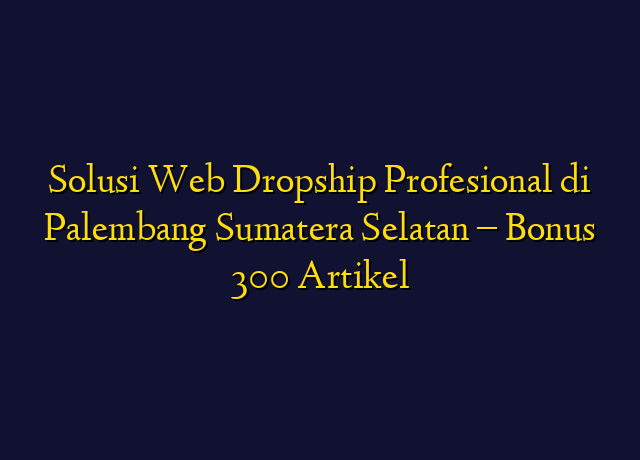 Solusi Web Dropship Profesional di
Palembang Sumatera Selatan – Bonus
300 Artikel